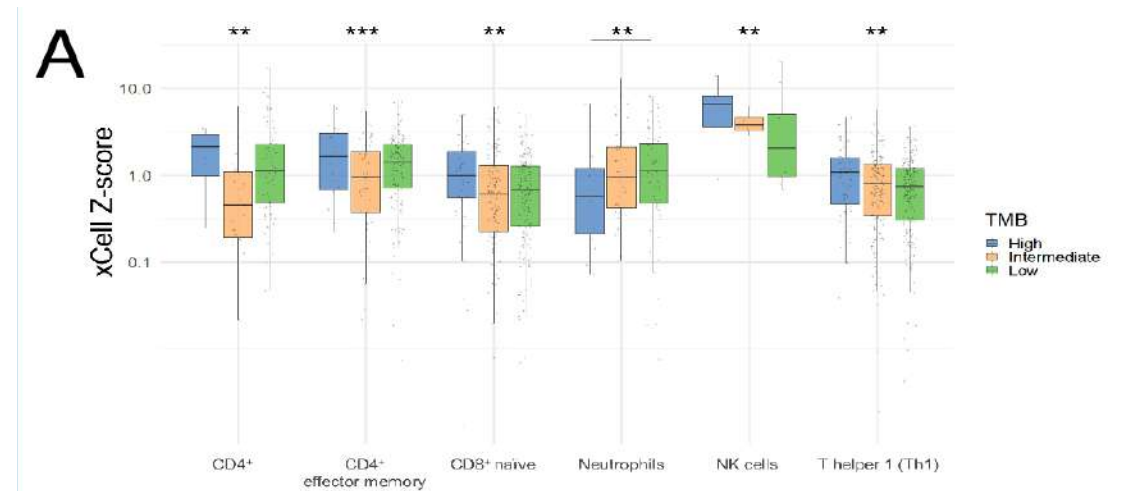 A
** *** ** ** ** **
xCell Z-score
10.0
1.0
0.1
TMB
High
Intermediate
Low
CD4⁺
CD4⁺
effector memory
CD8⁺ naïve
Neutrophils
NK cells
T helper 1 (Th1)